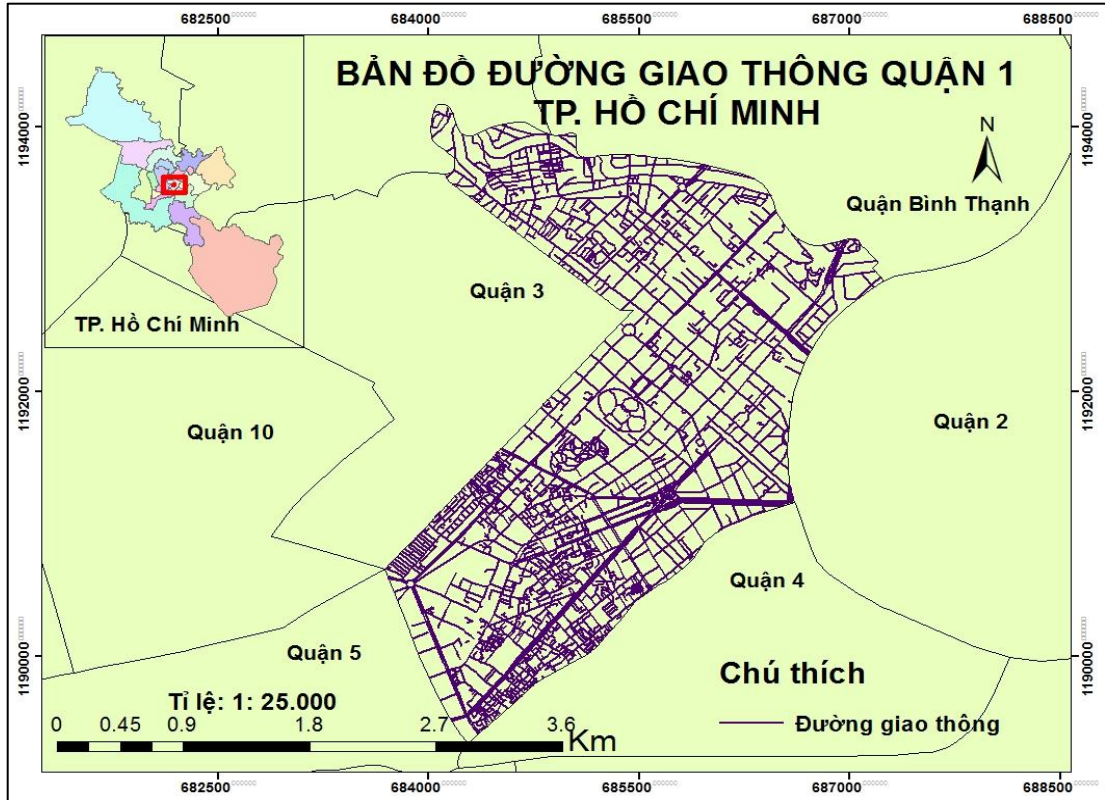 682500 684000 685500 687000 688500
BẢN ĐỒ ĐƯỜNG GIAO THÔNG QUẬN 1
TP. HỒ CHÍ MINH
1194000
1194000
N
Quận Bình Thạnh
Quận 3
TP. Hồ Chí Minh
1192000
1192000
Quận 10
Quận 2
Quận 4
Quận 5
1190000
1190000
Chú thích
Tỉ lệ: 1: 25.000
0 0.45 0.9 1.8 2.7 3.6
Km
Đường giao thông
682500 684000 685500 687000 688500